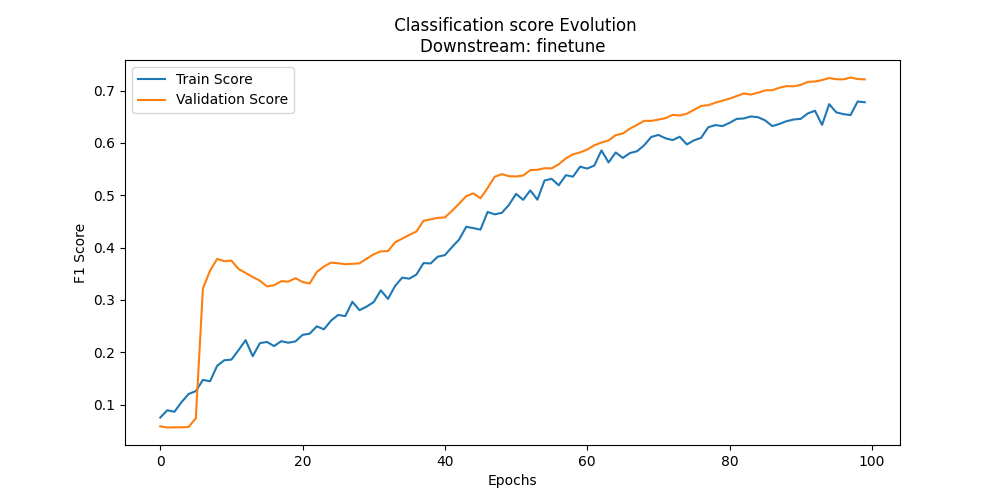 Classification score Evolution
Downstream: finetune
Train Score
Validation Score
F1 Score
0.7
0.6
0.5
0.4
0.3
0.2
0.1
0 20 40 60 80 100
Epochs